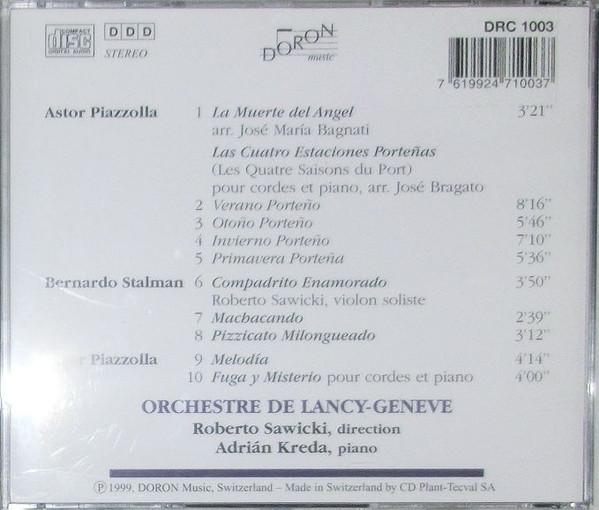 COMPACT
disc
DIGITAL AUDIO
D D D
STEREO
DORON
music
DRC 1003
7 619924 710037
Astor Piazzolla 1 La Muerte del Angel 3'21"
arr. José María Bagnati
Las Cuatro Estaciones Porteñas
(Les Quatre Saisons du Port)
pour cordes et piano, arr. José Bragato
2 Verano Porteño 8'16"
3 Otoño Porteño 5'46"
4 Invierno Porteño 7'10"
5 Primavera Porteña 5'36"
Bernardo Stalman 6 Compadrito Enamorado 3'50"
Roberto Sawicki, violon soliste
7 Machacando 2'39"
8 Pizzicato Milongueado 3'12"
Piazzolla 9 Melodía 4'14"
10 Fuga y Misterio pour cordes et piano 4'00"
ORCHESTRE DE LANCY-GENEVE
Roberto Sawicki, direction
Adrián Kreda, piano
℗ 1999, DORON Music, Switzerland – Made in Switzerland by CD Plant-Tecval SA